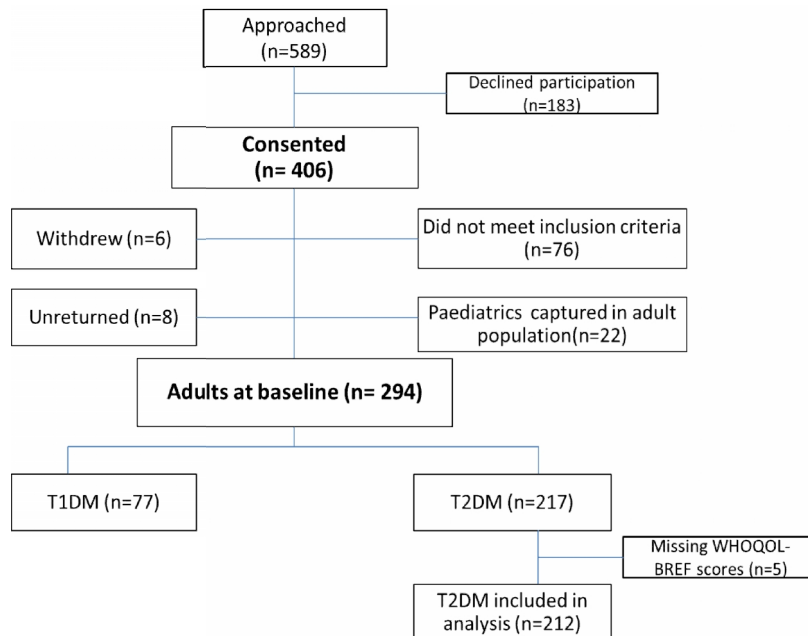 Approached
(n=589)
Declined participation
(n=183)
Consented
(n= 406)
Withdrew (n=6)
Did not meet inclusion criteria
(n=76)
Unreturned (n=8)
Paediatrics captured in adult
population(n=22)
Adults at baseline (n= 294)
T1DM (n=77)
T2DM (n=217)
Missing WHOQOL-
BREF scores (n=5)
T2DM included in
analysis (n=212)